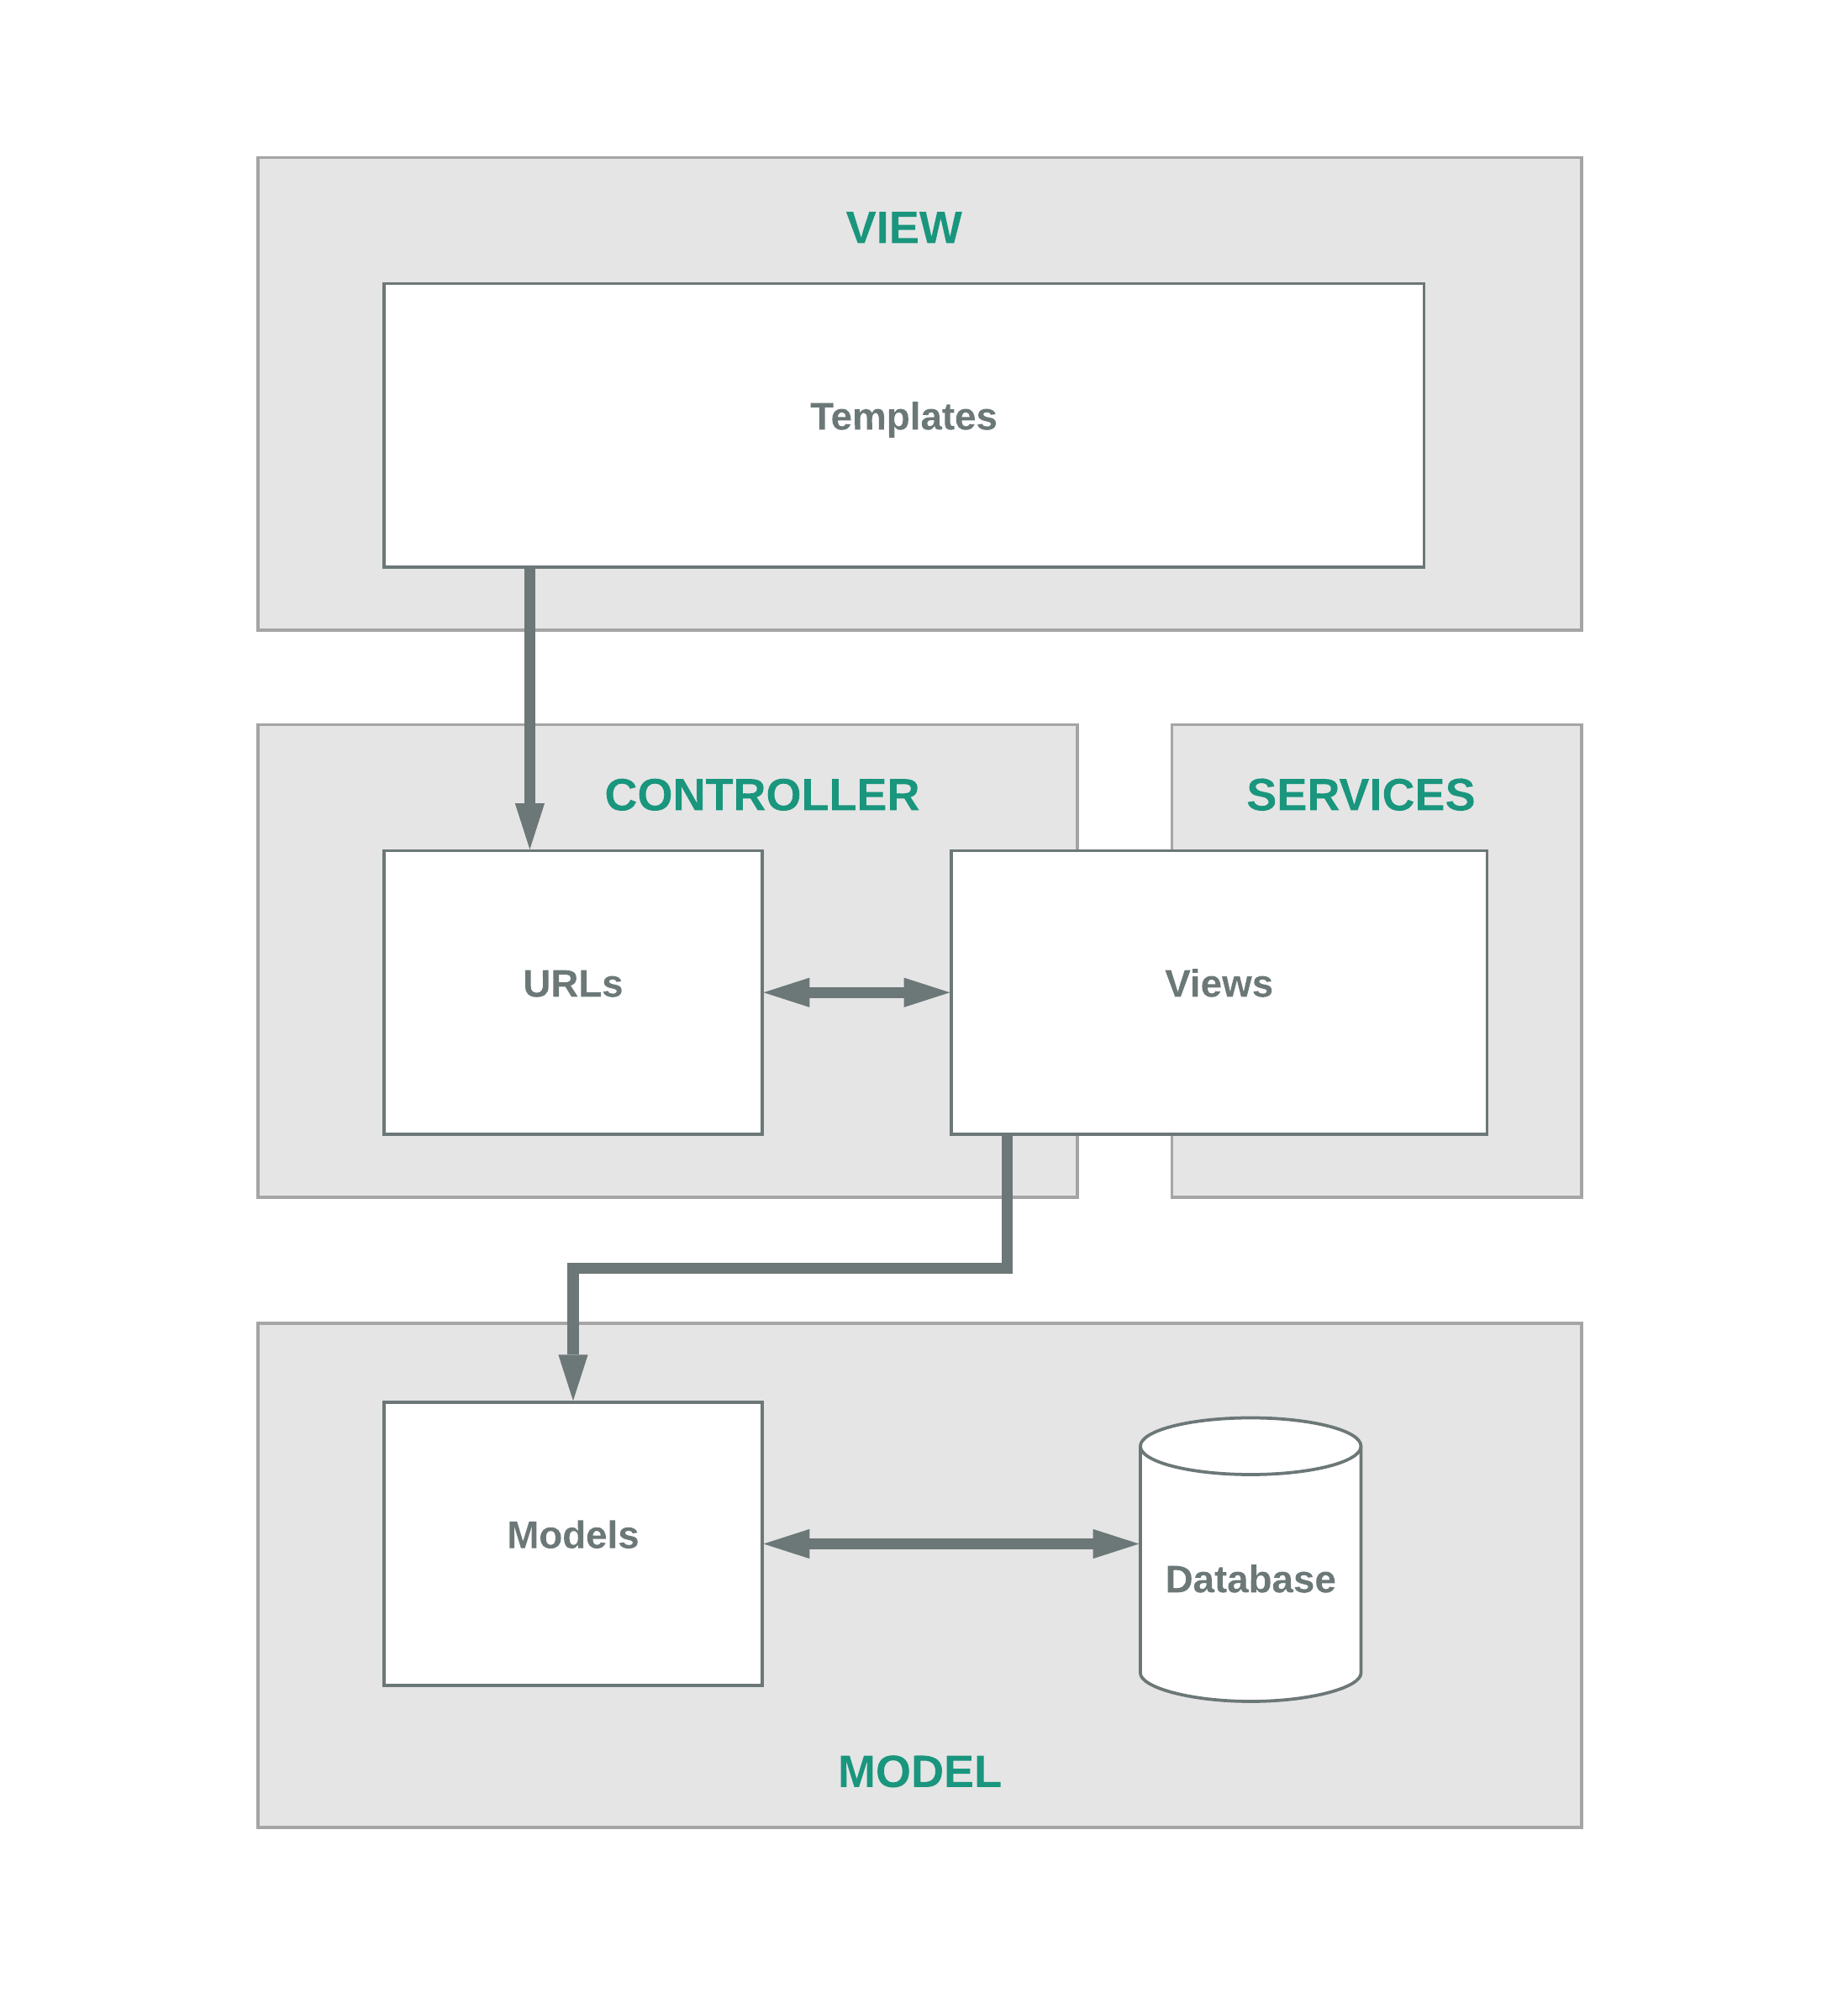 VIEW
Templates
CONTROLLER
SERVICES
URLs
Views
Models
Database
MODEL